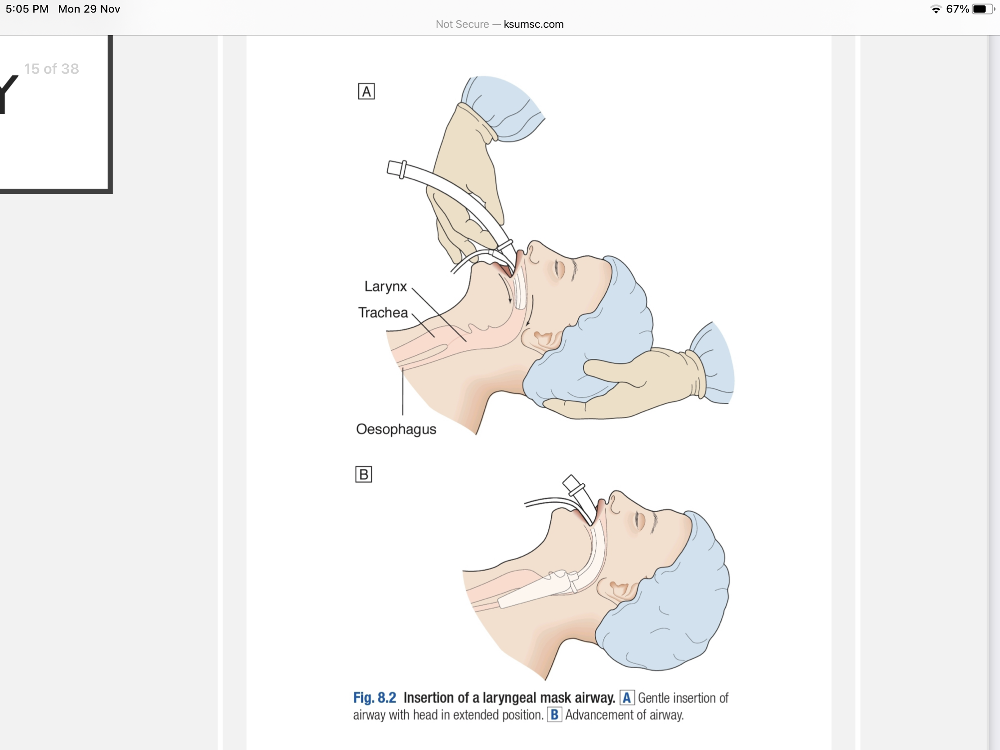 5:05 PM Mon 29 Nov
67%
Not Secure — ksumsc.com
15 of 38
Y
A
Larynx
Trachea
Oesophagus
B
Fig. 8.2 Insertion of a laryngeal mask airway. A Gentle insertion of
airway with head in extended position. B Advancement of airway.